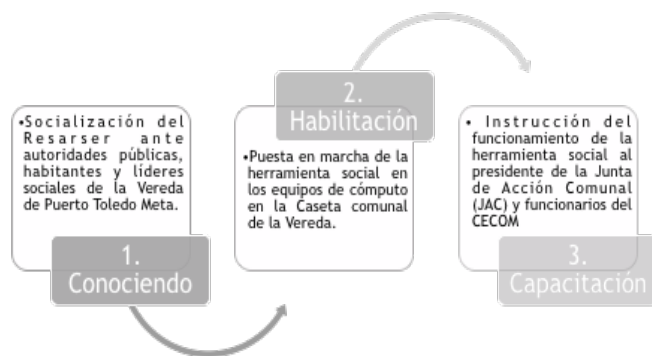 •Socialización del
Resarser ante
autoridades públicas,
habitantes y líderes
sociales de la Vereda
de Puerto Toledo Meta.
1.
Conociendo
2.
Habilitación
•Puesta en marcha de la
herramienta social en
los equipos de cómputo
en la Caseta comunal
de la Vereda.
• Instrucción del
funcionamiento de la
herramienta social al
presidente de la Junta
de Acción Comunal
(JAC) y funcionarios del
CECOM
3.
Capacitación